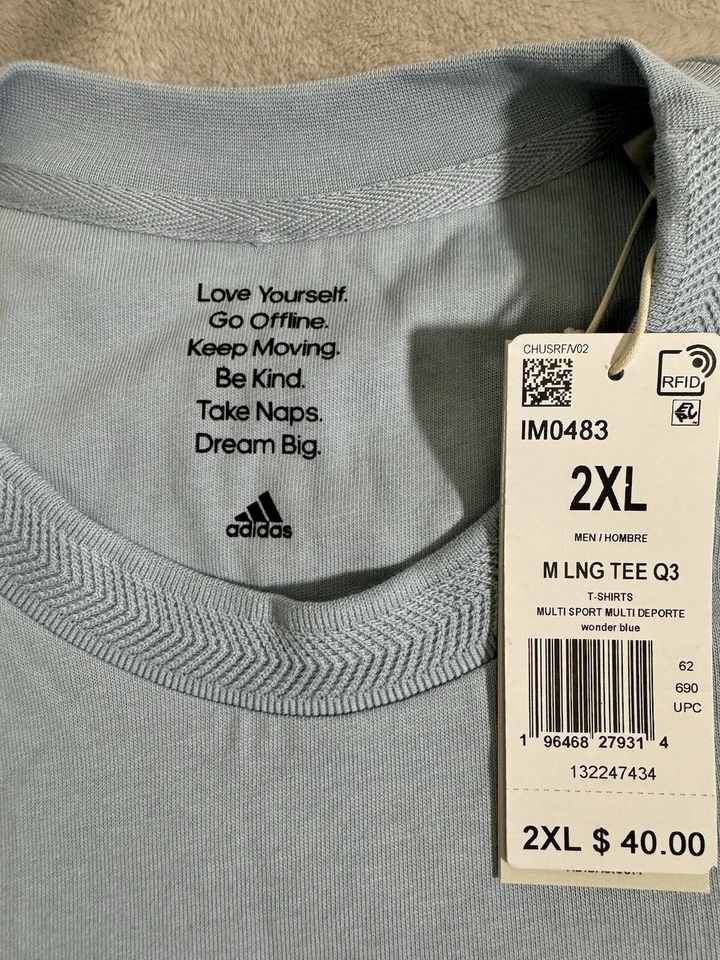 Love Yourself.
Go Offline.
Keep Moving.
Be Kind.
Take Naps.
Dream Big.
adidas
CHUSRF/V02
RFID
IM0483
2XL
MEN / HOMBRE
M LNG TEE Q3
T-SHIRTS
MULTI SPORT MULTI DEPORTE
wonder blue
62
690
UPC
1 96468 27931 4
132247434
2XL $ 40.00